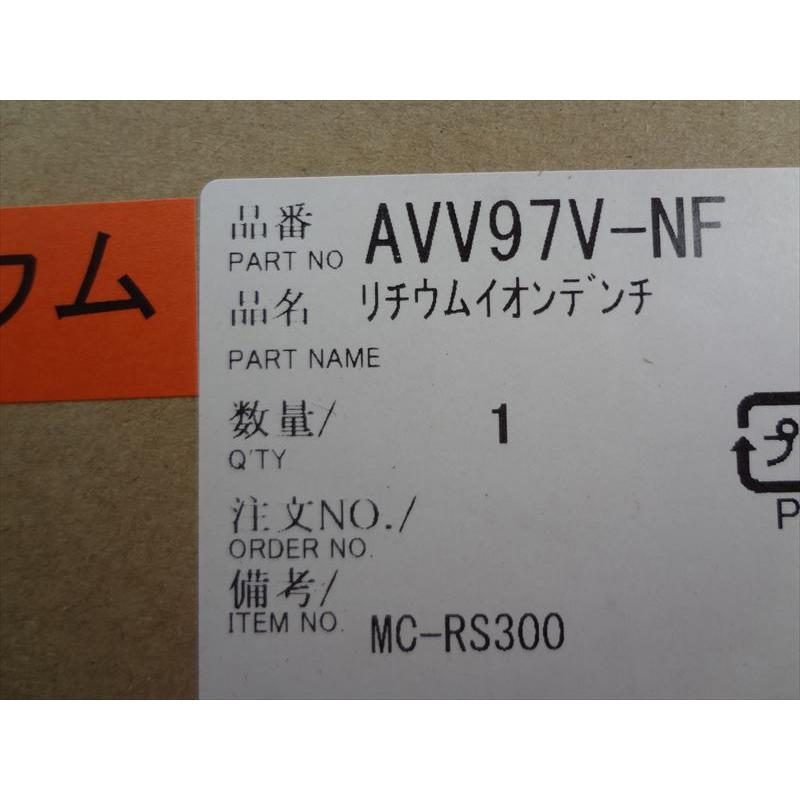 ウム
品番 AVV97V-NF
PART NO
品名 リチウムイオンデンチ
PART NAME
数量/ 1
Q'TY
注文NO./
ORDER NO.
備考/
ITEM NO. MC-RS300
プ
P